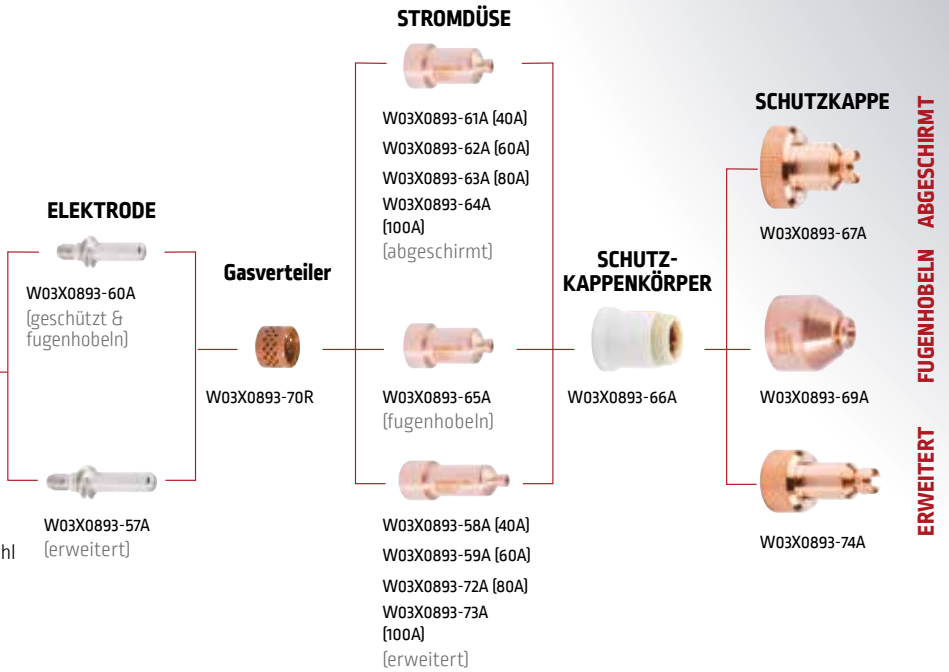 STROMDÜSE
W03X0893-61A (40A)
W03X0893-62A (60A)
W03X0893-63A (80A)
W03X0893-64A
(100A)
(abgeschirmt)
SCHUTZKAPPE
W03X0893-67A
ABGESCHIRMT
ELEKTRODE
W03X0893-60A
(geschützt &
fugenhobeln)
Gasverteiler
W03X0893-70R
W03X0893-65A
(fugenhobeln)
SCHUTZ-
KAPPENKÖRPER
W03X0893-66A
W03X0893-69A
FUGENHOBELN
hl
W03X0893-57A
(erweitert)
W03X0893-58A (40A)
W03X0893-59A (60A)
W03X0893-72A (80A)
W03X0893-73A
(100A)
(erweitert)
W03X0893-74A
ERWEITERT